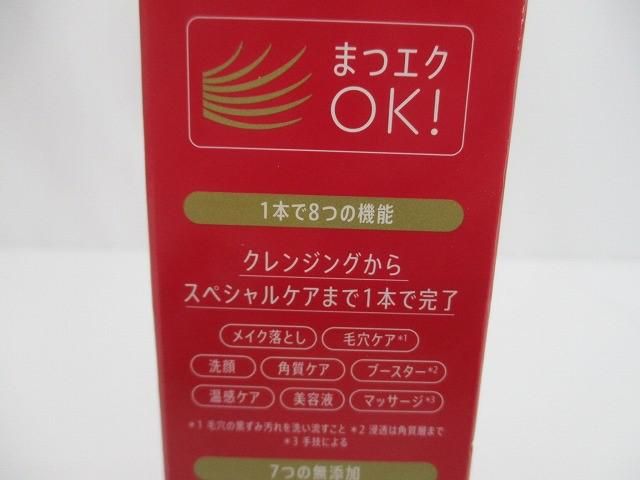 まつエク
OK!
1本で8つの機能
クレンジングから
スペシャルケアまで1本で完了
メイク落とし 毛穴ケア*1
洗顔 角質ケア ブースター*2
温感ケア 美容液 マッサージ*3
*1 毛穴の黒ずみ汚れを洗い流すこと *2 浸透は角質層まで
*3 手技による
7つの無添加